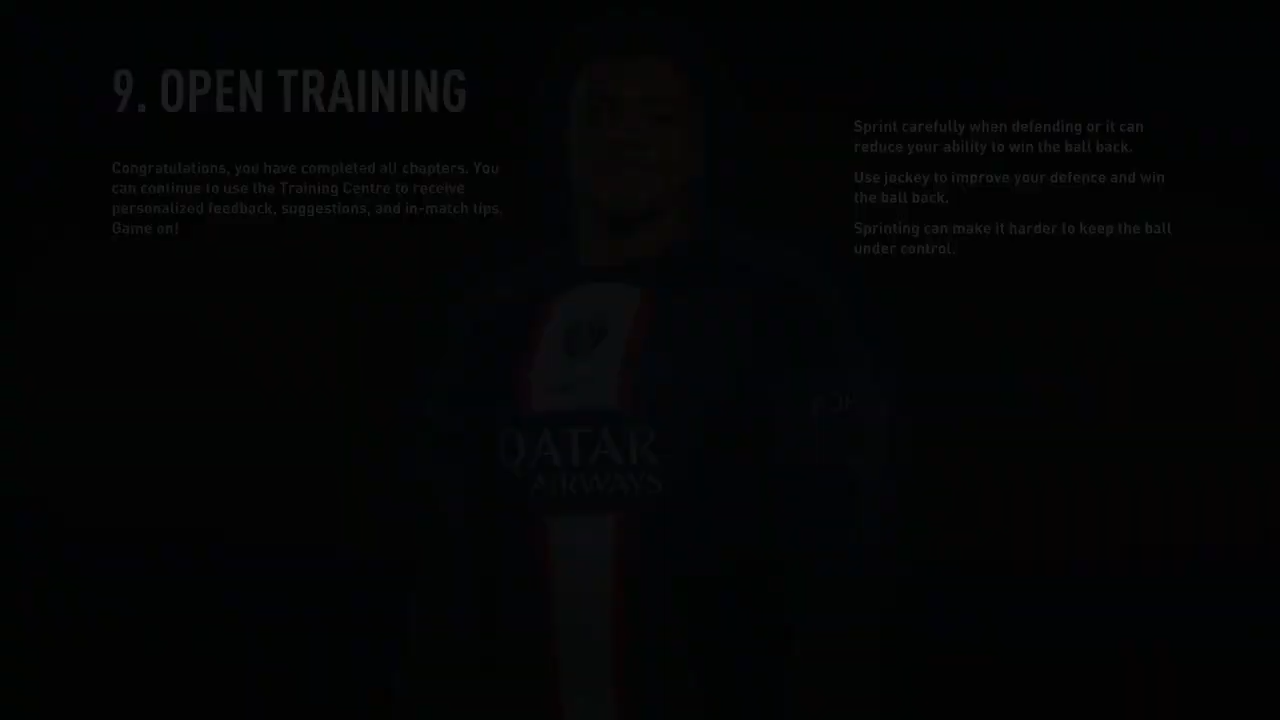 9. OPEN TRAINING
Congratulations, you have completed all chapters. You
can continue to use the Training Centre to receive
personalized feedback, suggestions, and in-match tips.
Game on!
Sprint carefully when defending or it can
reduce your ability to win the ball back.
Use jockey to improve your defence and win
the ball back.
Sprinting can make it harder to keep the ball
under control.
QATAR
AIRWAYS